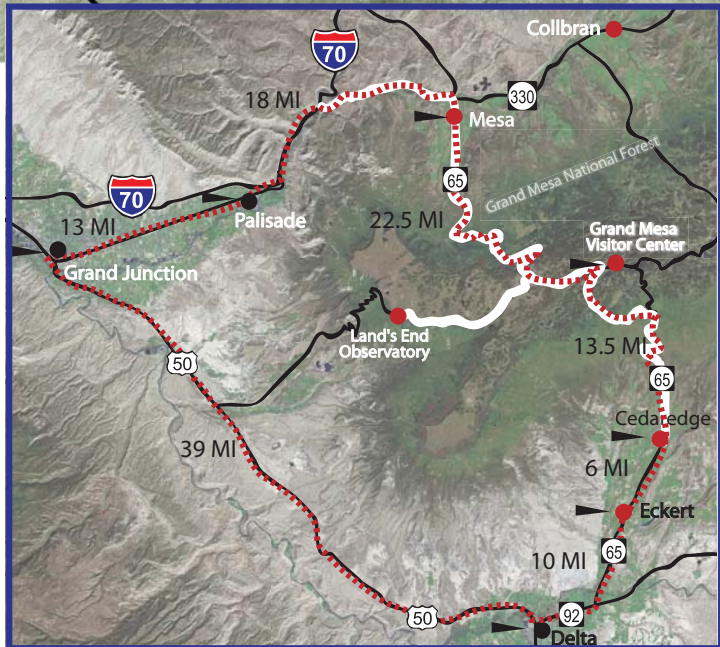 Collbran
70
18 MI
330
Mesa
Grand Mesa National Forest
65
70
22.5 MI
13 MI
Palisade
Grand Mesa
Visitor Center
Grand Junction
Land's End
Observatory
13.5 MI
50
65
Cedaredge
39 MI
6 MI
Eckert
10 MI
65
50
92
Delta